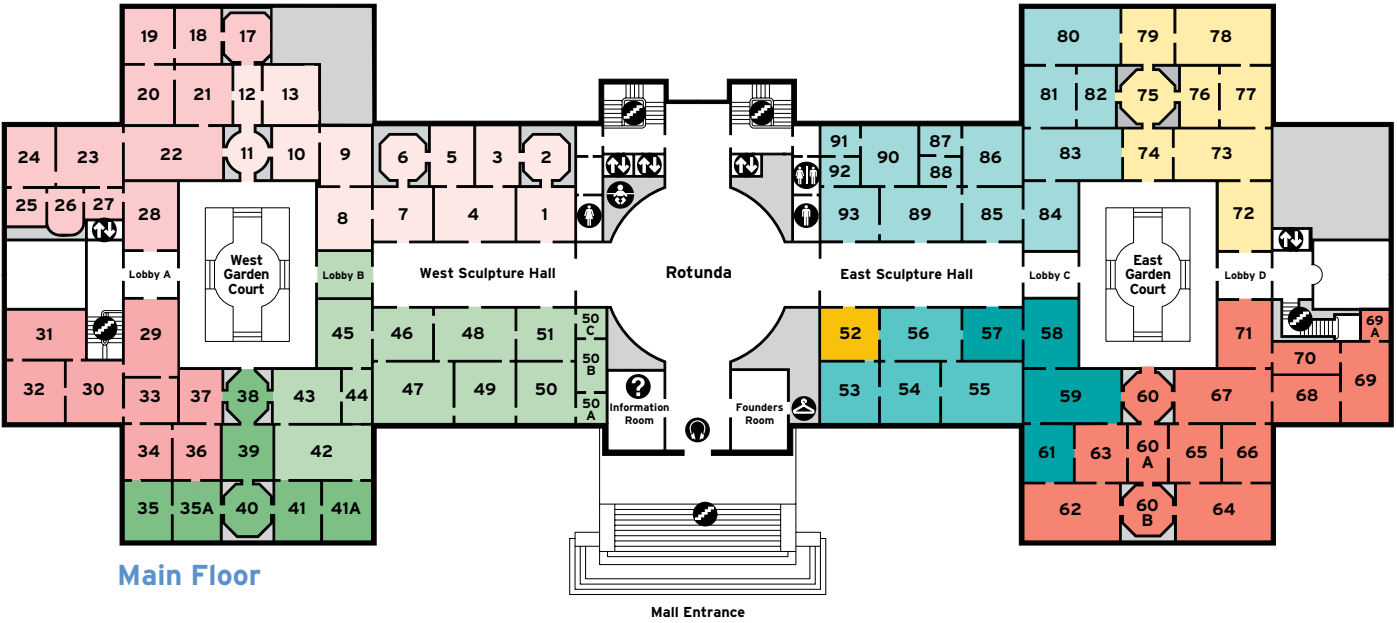 19 18 17 80 79 78
20 21 12 13 81 82 75 76 77
24 23 22 11 10 9 6 5 3 2 91 92 90 87 88 86 83 74 73
25 26 27 28 8 7 4 1 93 89 85 84 72
Lobby A
West
Garden
Court
Lobby B
West Sculpture Hall
Rotunda
East Sculpture Hall
Lobby C
East
Garden
Court
Lobby D
31 29 45 46 48 51 50
C
52 56 57 58 71 69
A
32 30 33 37 38 43 44 47 49 50 50
B
50
A
?
Information
Room
Founders
Room
53 54 55 59 60 67 70 68 69
34 36 39 42 61 63 60
A
65 66
35 35A 40 41 41A 62 60
B
64
Main Floor
Mall Entrance